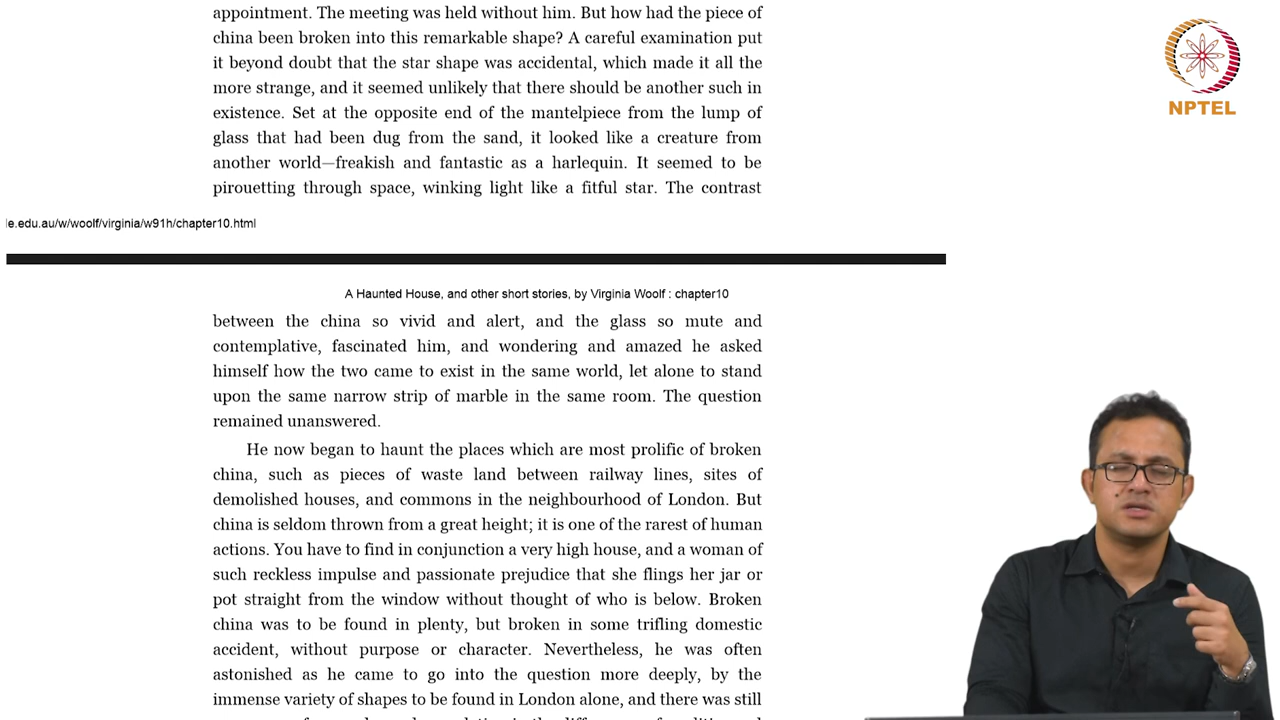 appointment. The meeting was held without him. But how had the piece of
china been broken into this remarkable shape? A careful examination put
it beyond doubt that the star shape was accidental, which made it all the
more strange, and it seemed unlikely that there should be another such in
existence. Set at the opposite end of the mantelpiece from the lump of
glass that had been dug from the sand, it looked like a creature from
another world—freakish and fantastic as a harlequin. It seemed to be
pirouetting through space, winking light like a fitful star. The contrast
NPTEL
le.edu.au/w/woolf/virginia/w91h/chapter10.html
A Haunted House, and other short stories, by Virginia Woolf : chapter10
between the china so vivid and alert, and the glass so mute and
contemplative, fascinated him, and wondering and amazed he asked
himself how the two came to exist in the same world, let alone to stand
upon the same narrow strip of marble in the same room. The question
remained unanswered.
He now began to haunt the places which are most prolific of broken
china, such as pieces of waste land between railway lines, sites of
demolished houses, and commons in the neighbourhood of London. But
china is seldom thrown from a great height; it is one of the rarest of human
actions. You have to find in conjunction a very high house, and a woman of
such reckless impulse and passionate prejudice that she flings her jar or
pot straight from the window without thought of who is below. Broken
china was to be found in plenty, but broken in some trifling domestic
accident, without purpose or character. Nevertheless, he was often
astonished as he came to go into the question more deeply, by the
immense variety of shapes to be found in London alone, and there was still